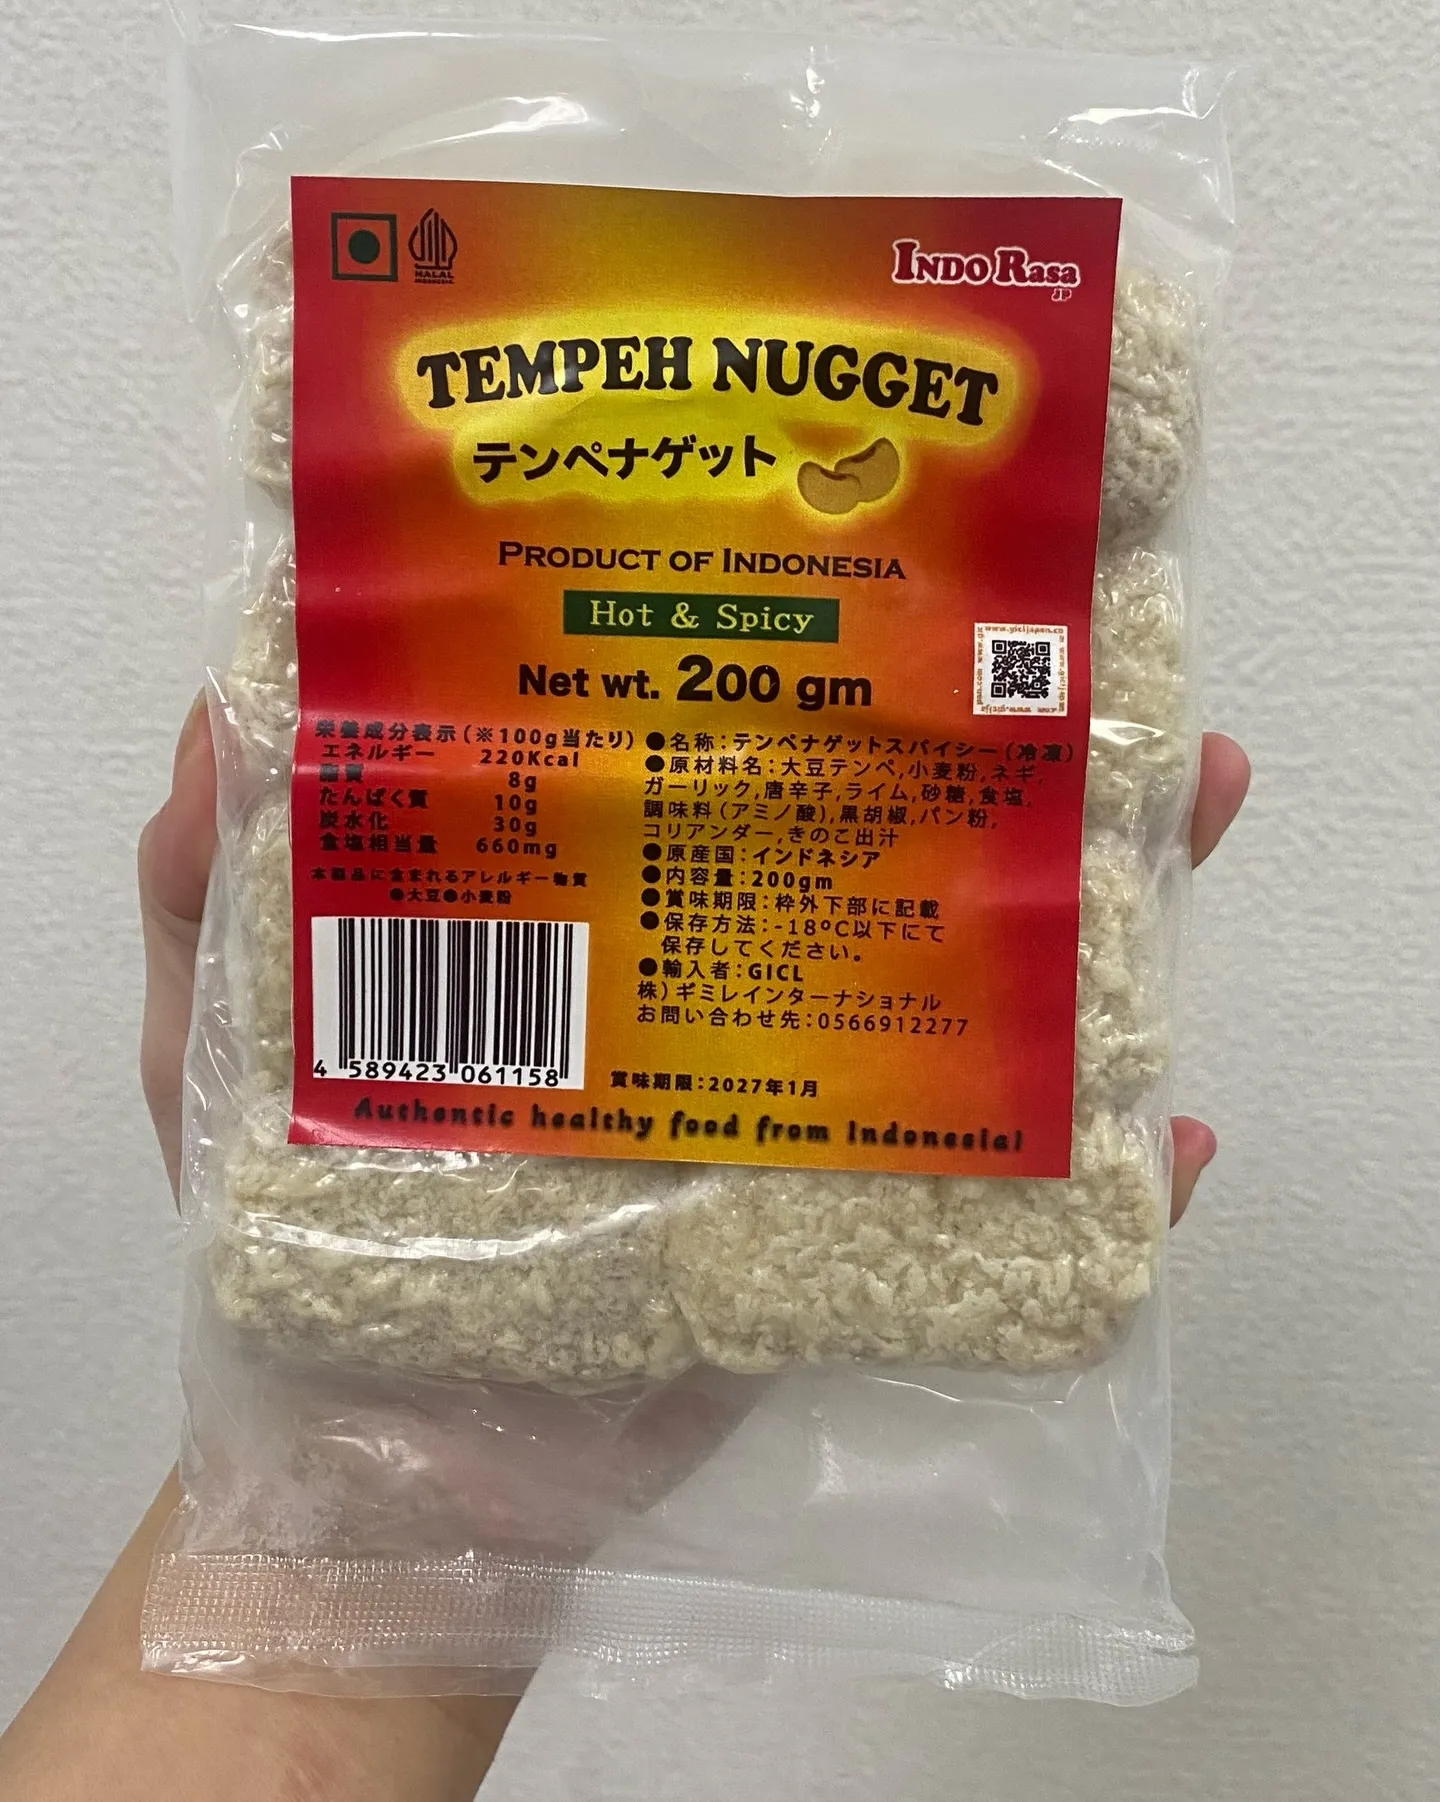 HALAL
INDONESIA
INDO RASA
JP
TEMPEH NUGGET
テンペナゲット
PRODUCT OF INDONESIA
Hot & Spicy
Net wt. 200 gm
www.gicljapan.co
栄養成分表示(※100g当たり)
エネルギー 220Kcal
脂質 8g
たんぱく質 10g
炭水化 30g
食塩相当量 660mg
本製品に含まれるアレルギー物質
●大豆●小麦粉
●名称:テンペナゲットスパイシー(冷凍)
●原材料名:大豆テンペ,小麦粉,ネギ,
ガーリック,唐辛子,ライム,砂糖,食塩,
調味料(アミノ酸),黒胡椒,パン粉,
コリアンダー,きのこ出汁
●原産国:インドネシア
●内容量:200gm
●賞味期限:枠外下部に記載
●保存方法:-18ºC以下にて
保存してください。
●輸入者:GICL
株)ギミレインターナショナル
お問い合わせ先:0566912277
4 589423 061158
賞味期限:2027年1月
Authentic healthy food from Indonesia!